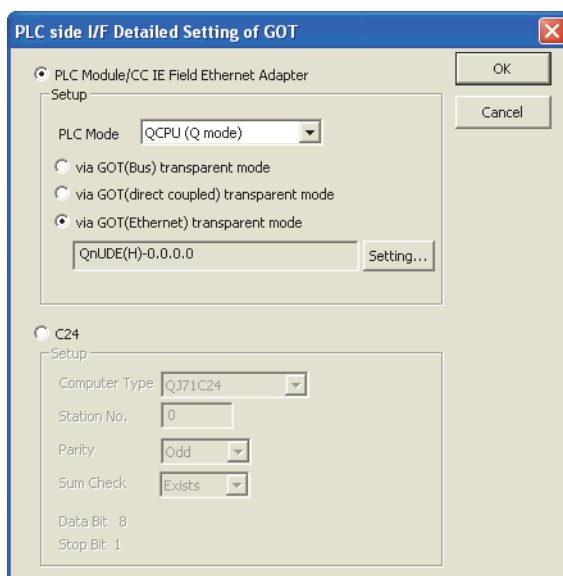 PLC side I/F Detailed Setting of GOT
PLC Module/CC IE Field Ethernet Adapter
OK
Setup
Cancel
PLC Mode QCPU (Q mode)
via GOT(Bus) transparent mode
via GOT(direct coupled) transparent mode
via GOT(Ethernet) transparent mode
QnUDE(H)-0.0.0.0 Setting...
C24
Setup
Computer Type QJ71C24
Station No. 0
Parity Odd
Sum Check Exists
Data Bit 8
Stop Bit 1